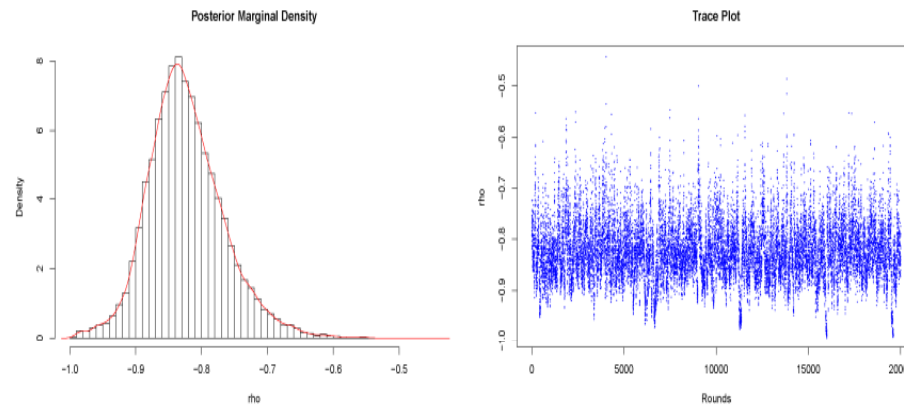 Posterior Marginal Density
8
6
4
2
0
Density
−1.0 −0.9 −0.8 −0.7 −0.6 −0.5
rho
Trace Plot
−0.5
−0.6
−0.7
−0.8
−0.9
−1.0
rho
0 5000 10000 15000 2000
Rounds